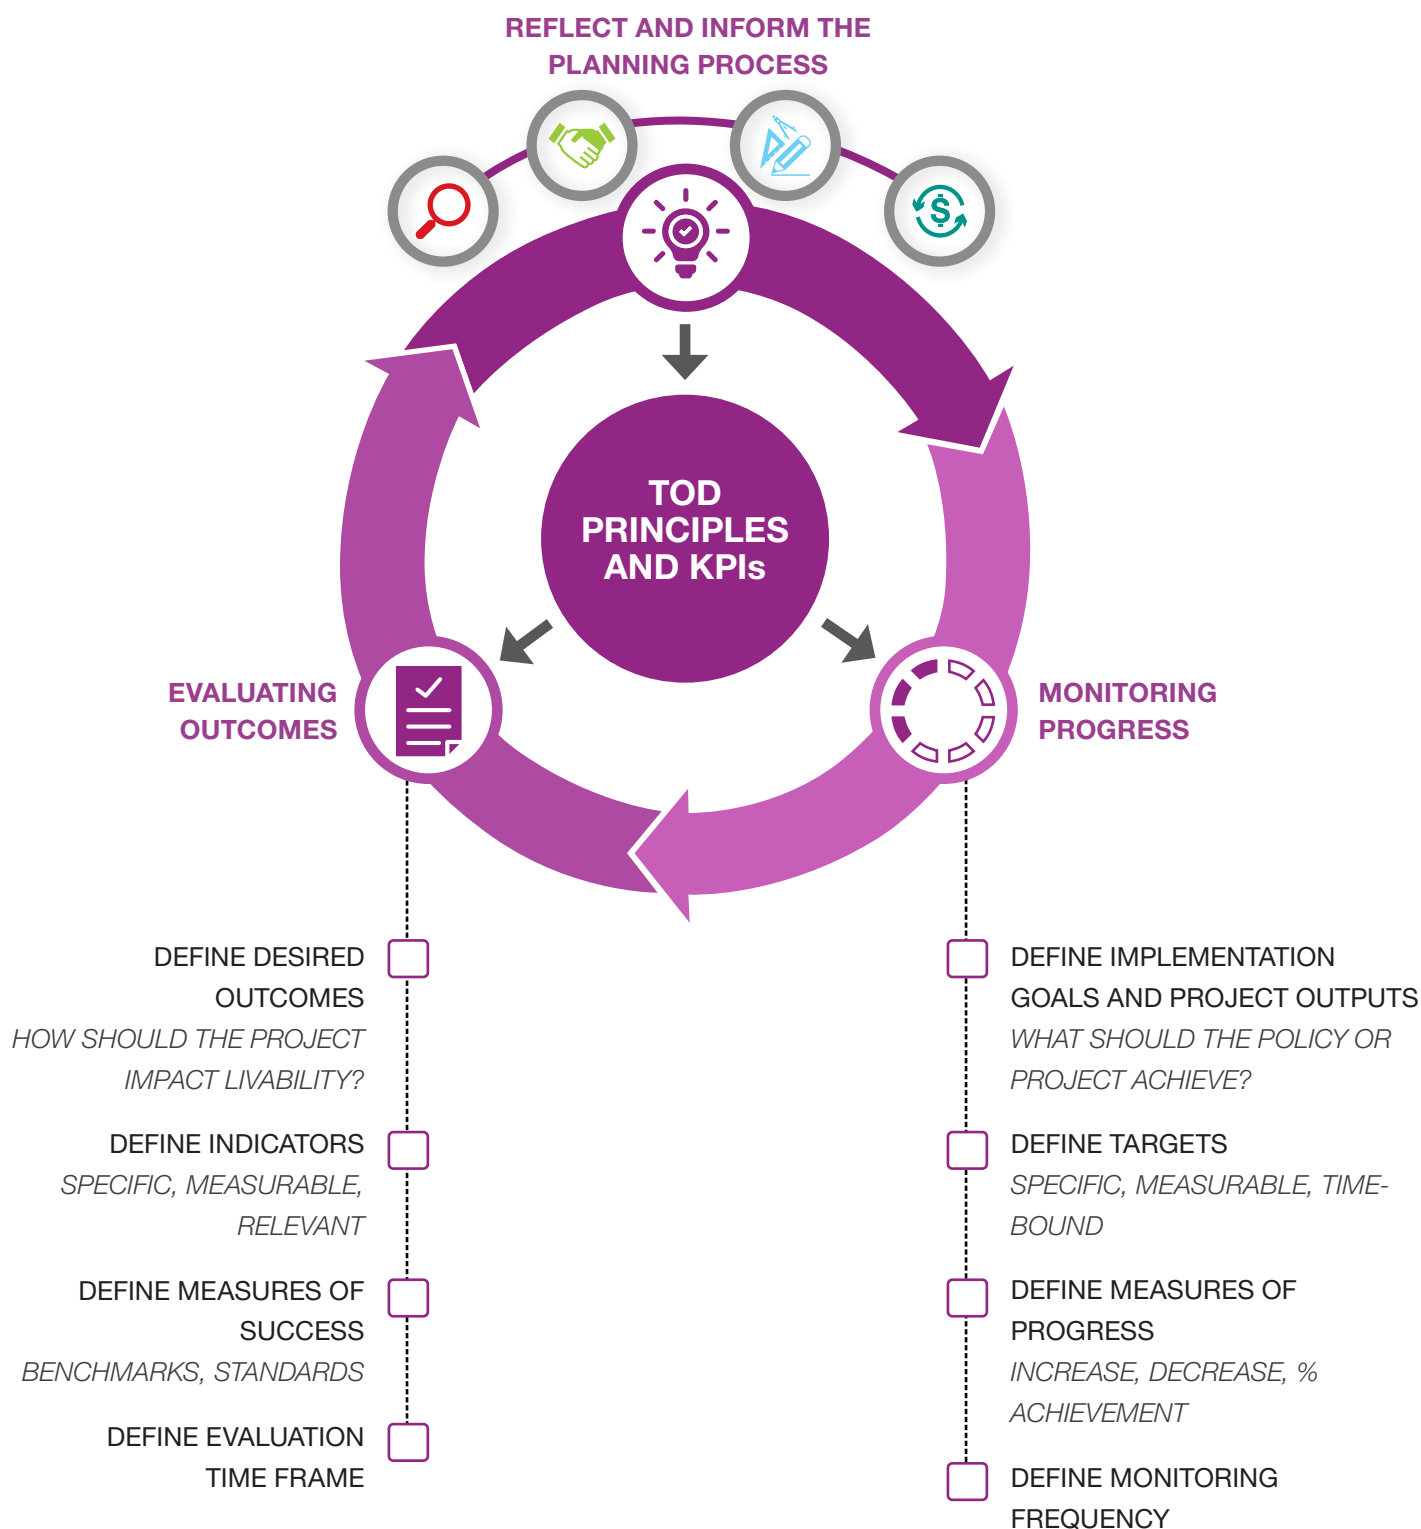 REFLECT AND INFORM THE
PLANNING PROCESS
$
TOD
PRINCIPLES
AND KPIs
EVALUATING
OUTCOMES
MONITORING
PROGRESS
DEFINE DESIRED
OUTCOMES
HOW SHOULD THE PROJECT
IMPACT LIVABILITY?
DEFINE INDICATORS
SPECIFIC, MEASURABLE,
RELEVANT
DEFINE MEASURES OF
SUCCESS
BENCHMARKS, STANDARDS
DEFINE EVALUATION
TIME FRAME
DEFINE IMPLEMENTATION
GOALS AND PROJECT OUTPUTS
WHAT SHOULD THE POLICY OR
PROJECT ACHIEVE?
DEFINE TARGETS
SPECIFIC, MEASURABLE, TIME-
BOUND
DEFINE MEASURES OF
PROGRESS
INCREASE, DECREASE, %
ACHIEVEMENT
DEFINE MONITORING
FREQUENCY